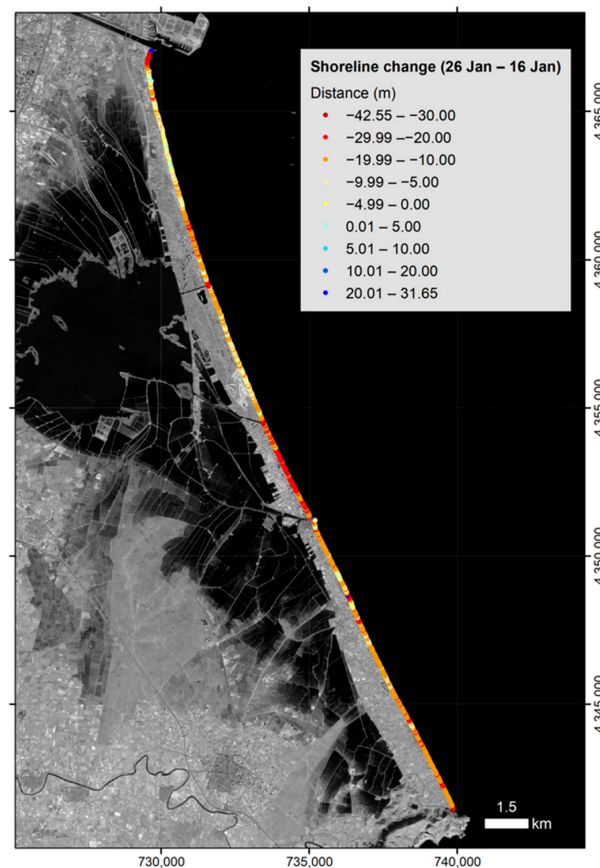 Shoreline change (26 Jan – 16 Jan)
Distance (m)
−42.55 – −30.00
−29.99 – −20.00
−19.99 – −10.00
−9.99 – −5.00
−4.99 – 0.00
0.01 – 5.00
5.01 – 10.00
10.01 – 20.00
20.01 – 31.65
4 365,000
4 360,000
4 355,000
4 350,000
4 345,000
1.5
km
730,000
735,000
740,000